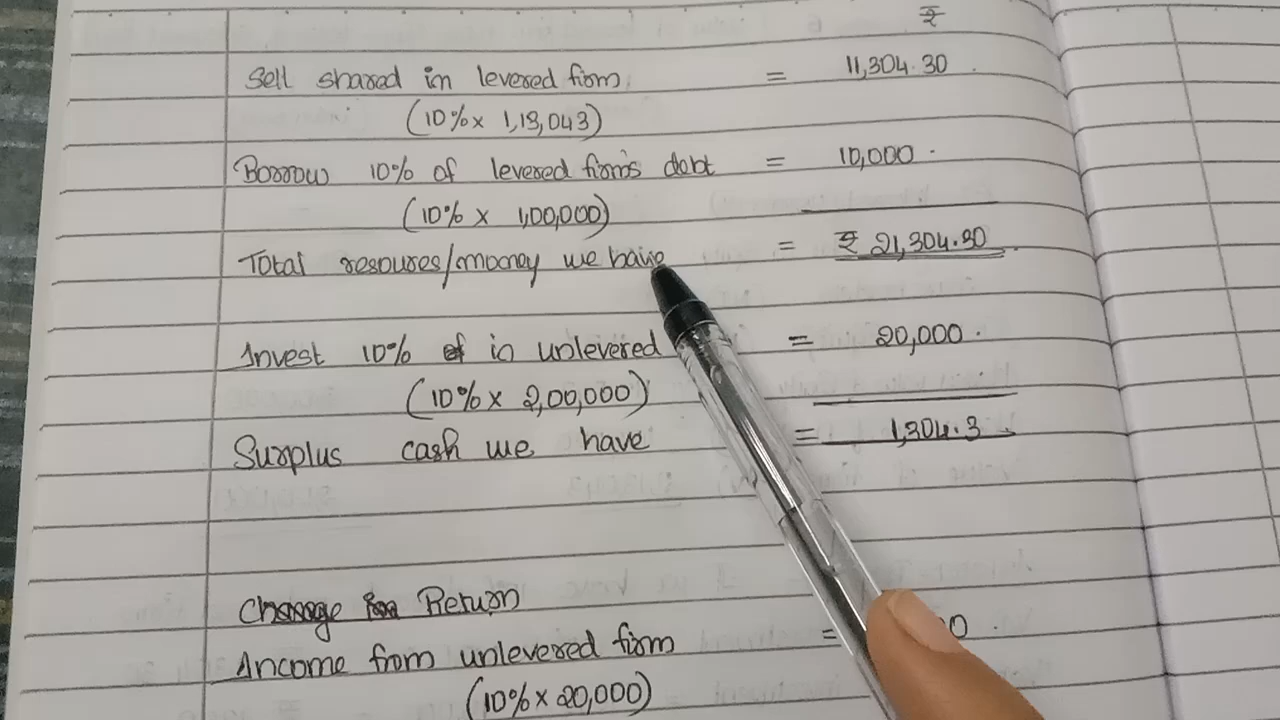 ₹
Sell shared in levered firm = 11,304.30
(10% x 1,13,043)
Borrow 10% of levered firm's debt = 10,000
(10% x 1,00,000)
Total resoures/mooney we have = ₹ 21,304.30
Invest 10% of in unlevered = 20,000
(10% x 2,00,000)
Surplus cash we have = 1,304.3
Change Return
Ancome from unlevered firm =
(10% x 20,000)